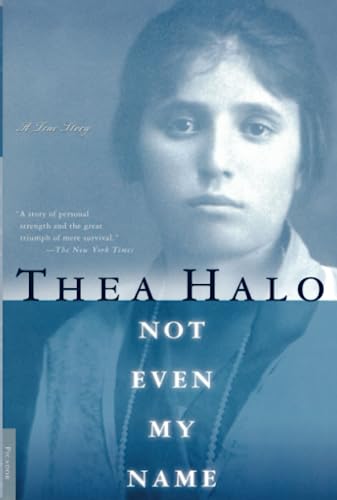 A True Story
"A story of personal
strength and the great
triumph of mere survival."
—The New York Times
THEA HALO
NOT
EVEN
MY
NAME
PICADOR